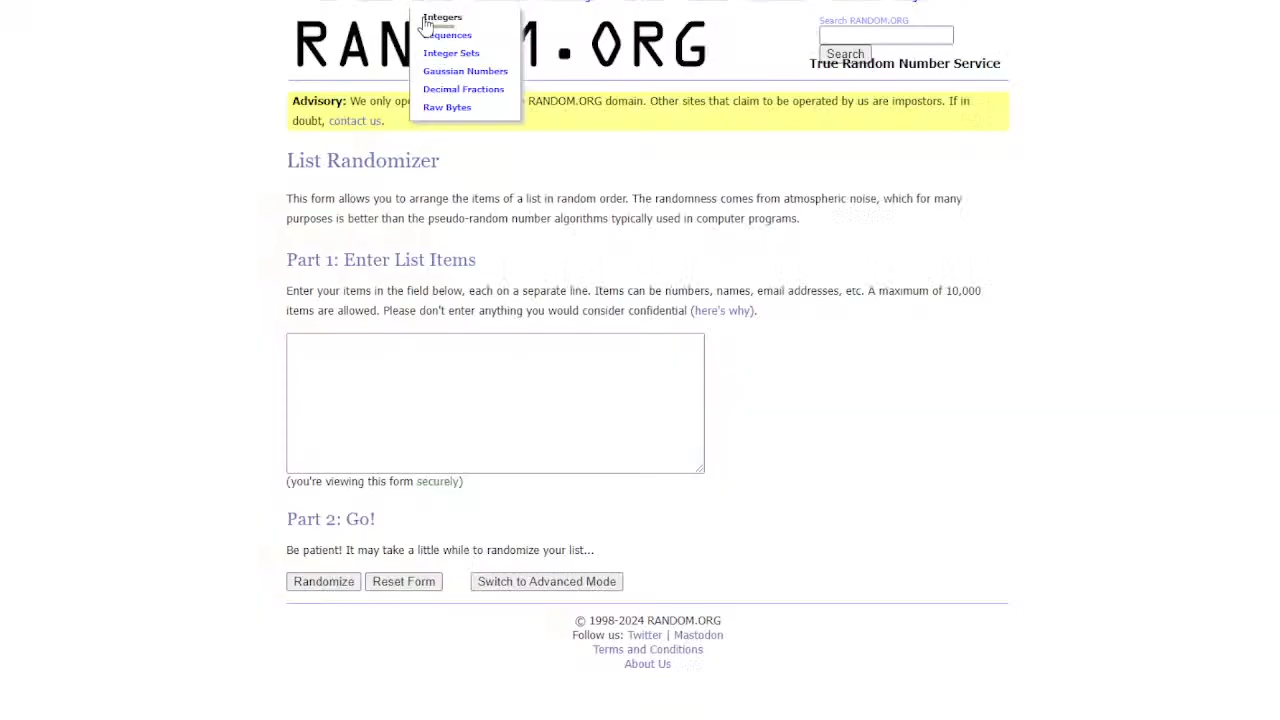 Integers
Sequences
Integer Sets
Gaussian Numbers
Decimal Fractions
Raw Bytes
Search RANDOM.ORG
Search
True Random Number Service
Advisory: We only RANDOM.ORG domain. Other sites that claim to be operated by us are impostors. If in
doubt, contact us.
List Randomizer
This form allows you to arrange the items of a list in random order. The randomness comes from atmospheric noise, which for many
purposes is better than the pseudo-random number algorithms typically used in computer programs.
Part 1: Enter List Items
Enter your items in the field below, each on a separate line. Items can be numbers, names, email addresses, etc. A maximum of 10,000
items are allowed. Please don't enter anything you would consider confidential (here's why).
(you're viewing this form securely)
Part 2: Go!
Be patient! It may take a little while to randomize your list...
Randomize Reset Form Switch to Advanced Mode
© 1998-2024 RANDOM.ORG
Follow us: Twitter | Mastodon
Terms and Conditions
About Us